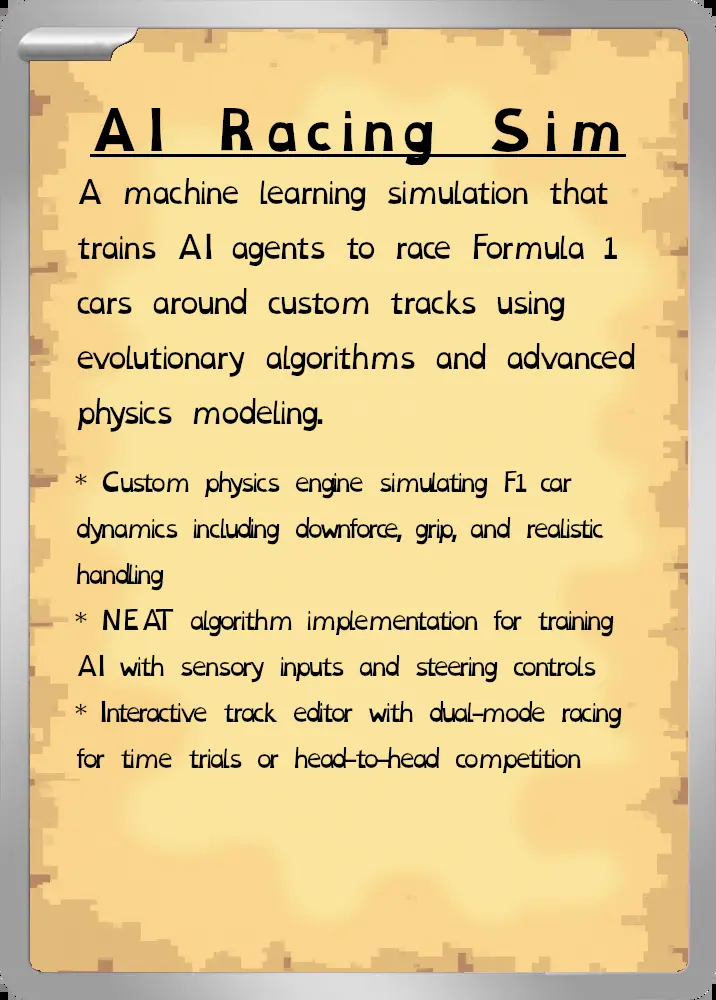 AI Racing Sim
A machine learning simulation that
trains AI agents to race Formula 1
cars around custom tracks using
evolutionary algorithms and advanced
physics modeling.
* Custom physics engine simulating F1 car
dynamics including downforce, grip, and realistic
handling
* NEAT algorithm implementation for training
AI with sensory inputs and steering controls
* Interactive track editor with dual-mode racing
for time trials or head-to-head competition